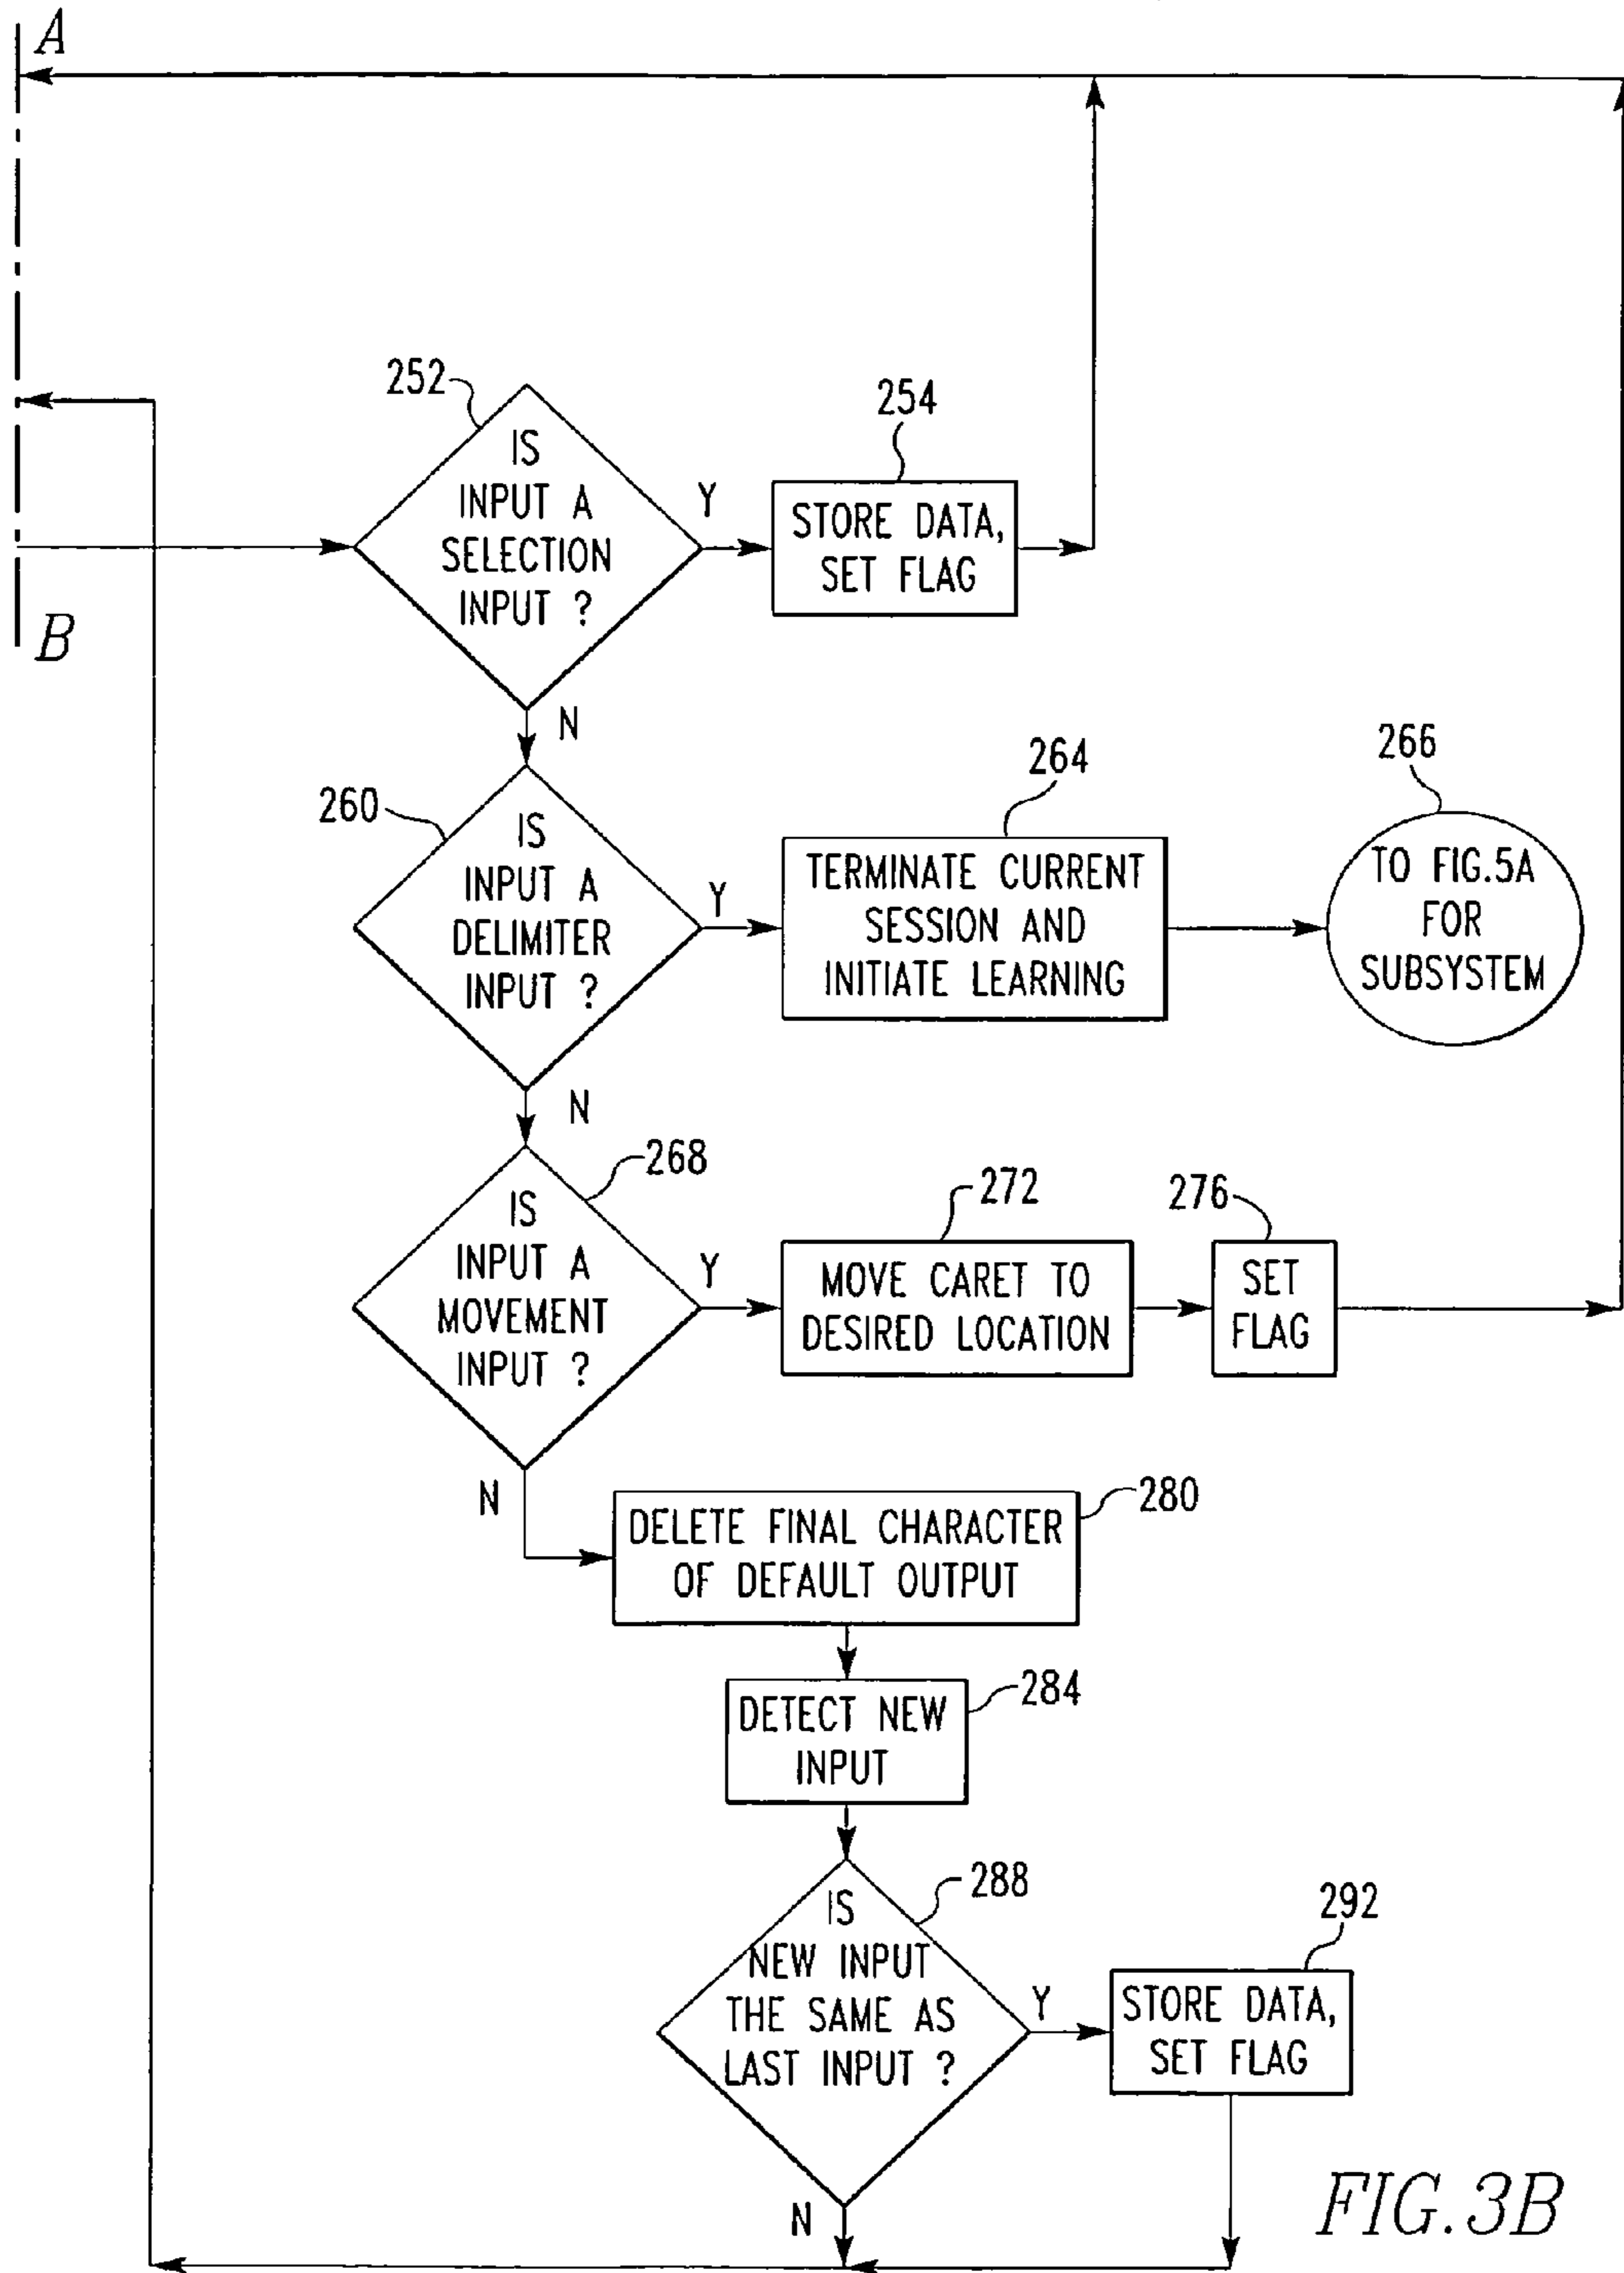 A
252
IS
INPUT A
SELECTION
INPUT ?
Y
254
STORE DATA,
SET FLAG
B
N
260
IS
INPUT A
DELIMITER
INPUT ?
Y
264
TERMINATE CURRENT
SESSION AND
INITIATE LEARNING
266
TO FIG.5A
FOR
SUBSYSTEM
N
268
IS
INPUT A
MOVEMENT
INPUT ?
Y
272
MOVE CARET TO
DESIRED LOCATION
276
SET
FLAG
N
280
DELETE FINAL CHARACTER
OF DEFAULT OUTPUT
284
DETECT NEW
INPUT
288
IS
NEW INPUT
THE SAME AS
LAST INPUT ?
Y
292
STORE DATA,
SET FLAG
N
FIG.3B